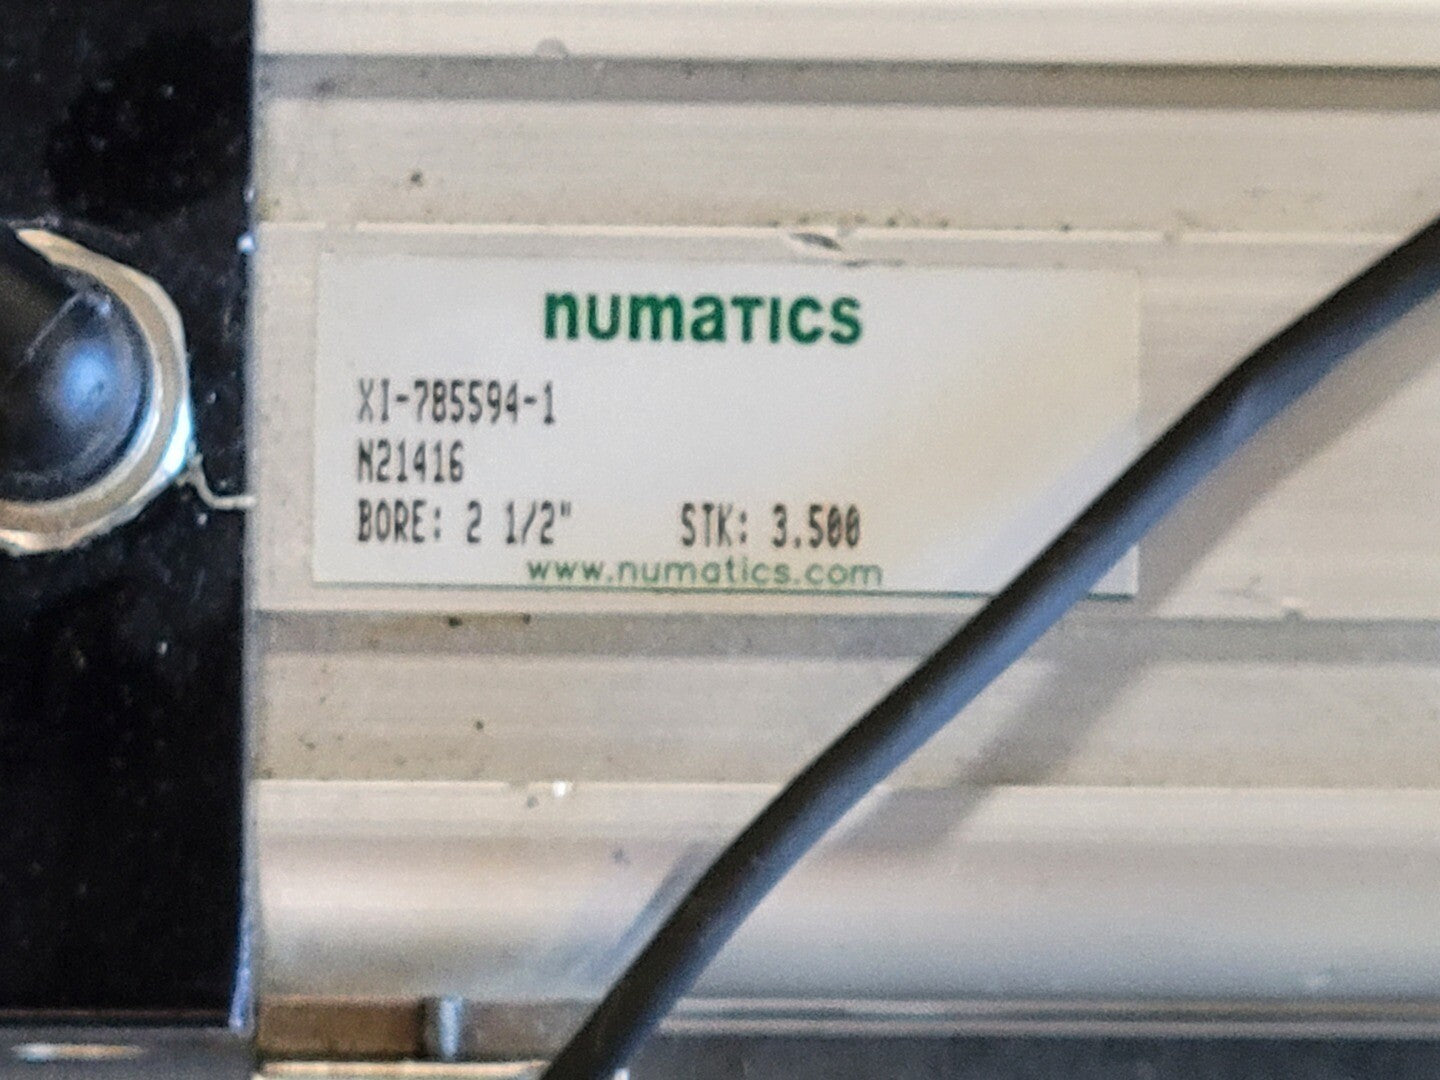 numatics
XI-785594-1
N21416
BORE: 2 1/2" STK: 3.500
www.numatics.com